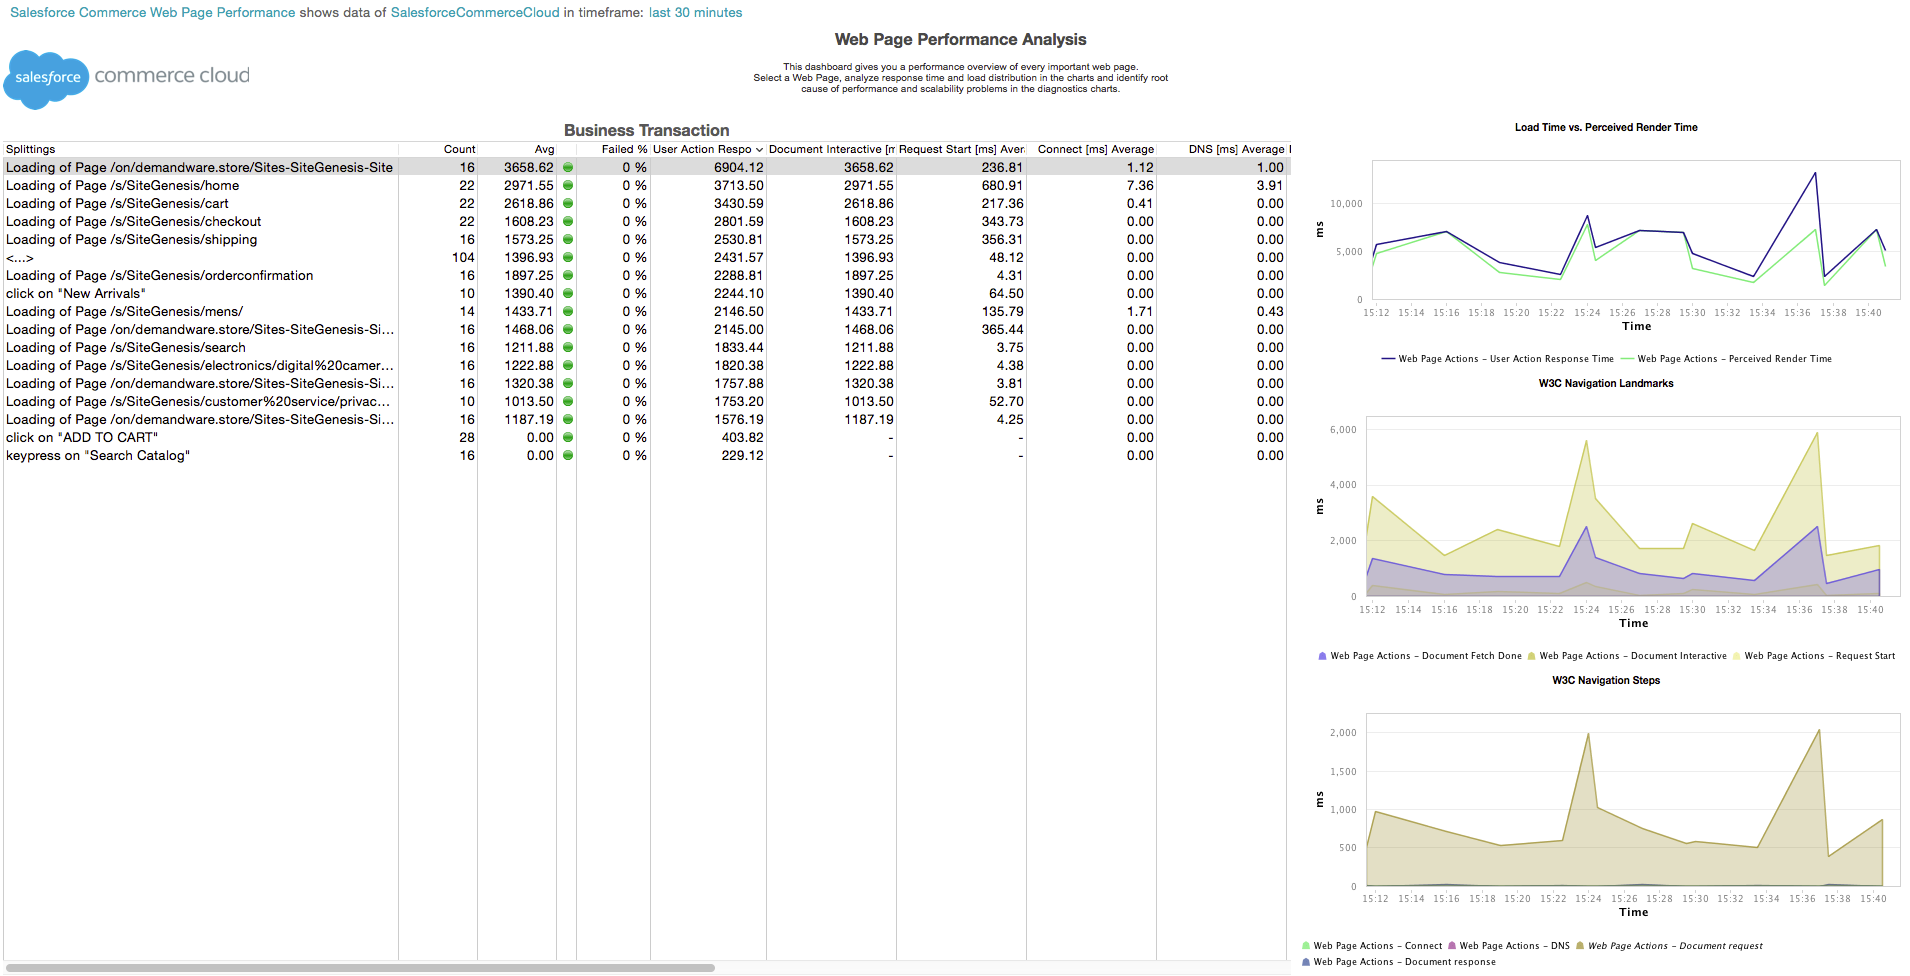 Salesforce Commerce Web Page Performance shows data of SalesforceCommerceCloud in timeframe: last 30 minutes
Web Page Performance Analysis
salesforce commerce cloud
This dashboard gives you a performance overview of every important web page.
Select a Web Page, analyze response time and load distribution in the charts and identify root
cause of performance and scalability problems in the diagnostics charts.
Business Transaction
Splittings Count Avg Failed % User Action Respo Document Interactive [m Request Start [ms] Aver Connect [ms] Average DNS [ms] Average
Loading of Page /on/demandware.store/Sites-SiteGenesis-Site 16 3658.62 0 % 6904.12 3658.62 236.81 1.12 1.00
Loading of Page /s/SiteGenesis/home 22 2971.55 0 % 3713.50 2971.55 680.91 7.36 3.91
Loading of Page /s/SiteGenesis/cart 22 2618.86 0 % 3430.59 2618.86 217.36 0.41 0.00
Loading of Page /s/SiteGenesis/checkout 22 1608.23 0 % 2801.59 1608.23 343.73 0.00 0.00
Loading of Page /s/SiteGenesis/shipping 16 1573.25 0 % 2530.81 1573.25 356.31 0.00 0.00
<...> 104 1396.93 0 % 2431.57 1396.93 48.12 0.00 0.00
Loading of Page /s/SiteGenesis/orderconfirmation 16 1897.25 0 % 2288.81 1897.25 4.31 0.00 0.00
click on "New Arrivals" 10 1390.40 0 % 2244.10 1390.40 64.50 0.00 0.00
Loading of Page /s/SiteGenesis/mens/ 14 1433.71 0 % 2146.50 1433.71 135.79 1.71 0.43
Loading of Page /on/demandware.store/Sites-SiteGenesis-Si... 16 1468.06 0 % 2145.00 1468.06 365.44 0.00 0.00
Loading of Page /s/SiteGenesis/search 16 1211.88 0 % 1833.44 1211.88 3.75 0.00 0.00
Loading of Page /s/SiteGenesis/electronics/digital%20camer... 16 1222.88 0 % 1820.38 1222.88 4.38 0.00 0.00
Loading of Page /on/demandware.store/Sites-SiteGenesis-Si... 16 1320.38 0 % 1757.88 1320.38 3.81 0.00 0.00
Loading of Page /s/SiteGenesis/customer%20service/privac... 10 1013.50 0 % 1753.20 1013.50 52.70 0.00 0.00
Loading of Page /on/demandware.store/Sites-SiteGenesis-Si... 16 1187.19 0 % 1576.19 1187.19 4.25 0.00 0.00
click on "ADD TO CART" 28 0.00 0 % 403.82 - - 0.00 0.00
keypress on "Search Catalog" 16 0.00 0 % 229.12 - - 0.00 0.00
Load Time vs. Perceived Render Time
10,000
5,000
0
ms
15:12 15:14 15:16 15:18 15:20 15:22 15:24 15:26 15:28 15:30 15:32 15:34 15:36 15:38 15:40
Time
Web Page Actions - User Action Response Time Web Page Actions - Perceived Render Time
W3C Navigation Landmarks
6,000
4,000
2,000
0
ms
15:12 15:14 15:16 15:18 15:20 15:22 15:24 15:26 15:28 15:30 15:32 15:34 15:36 15:38 15:40
Time
Web Page Actions - Document Fetch Done Web Page Actions - Document Interactive Web Page Actions - Request Start
W3C Navigation Steps
2,000
1,500
1,000
500
0
ms
15:12 15:14 15:16 15:18 15:20 15:22 15:24 15:26 15:28 15:30 15:32 15:34 15:36 15:38 15:40
Time
Web Page Actions - Connect Web Page Actions - DNS Web Page Actions - Document request
Web Page Actions - Document response